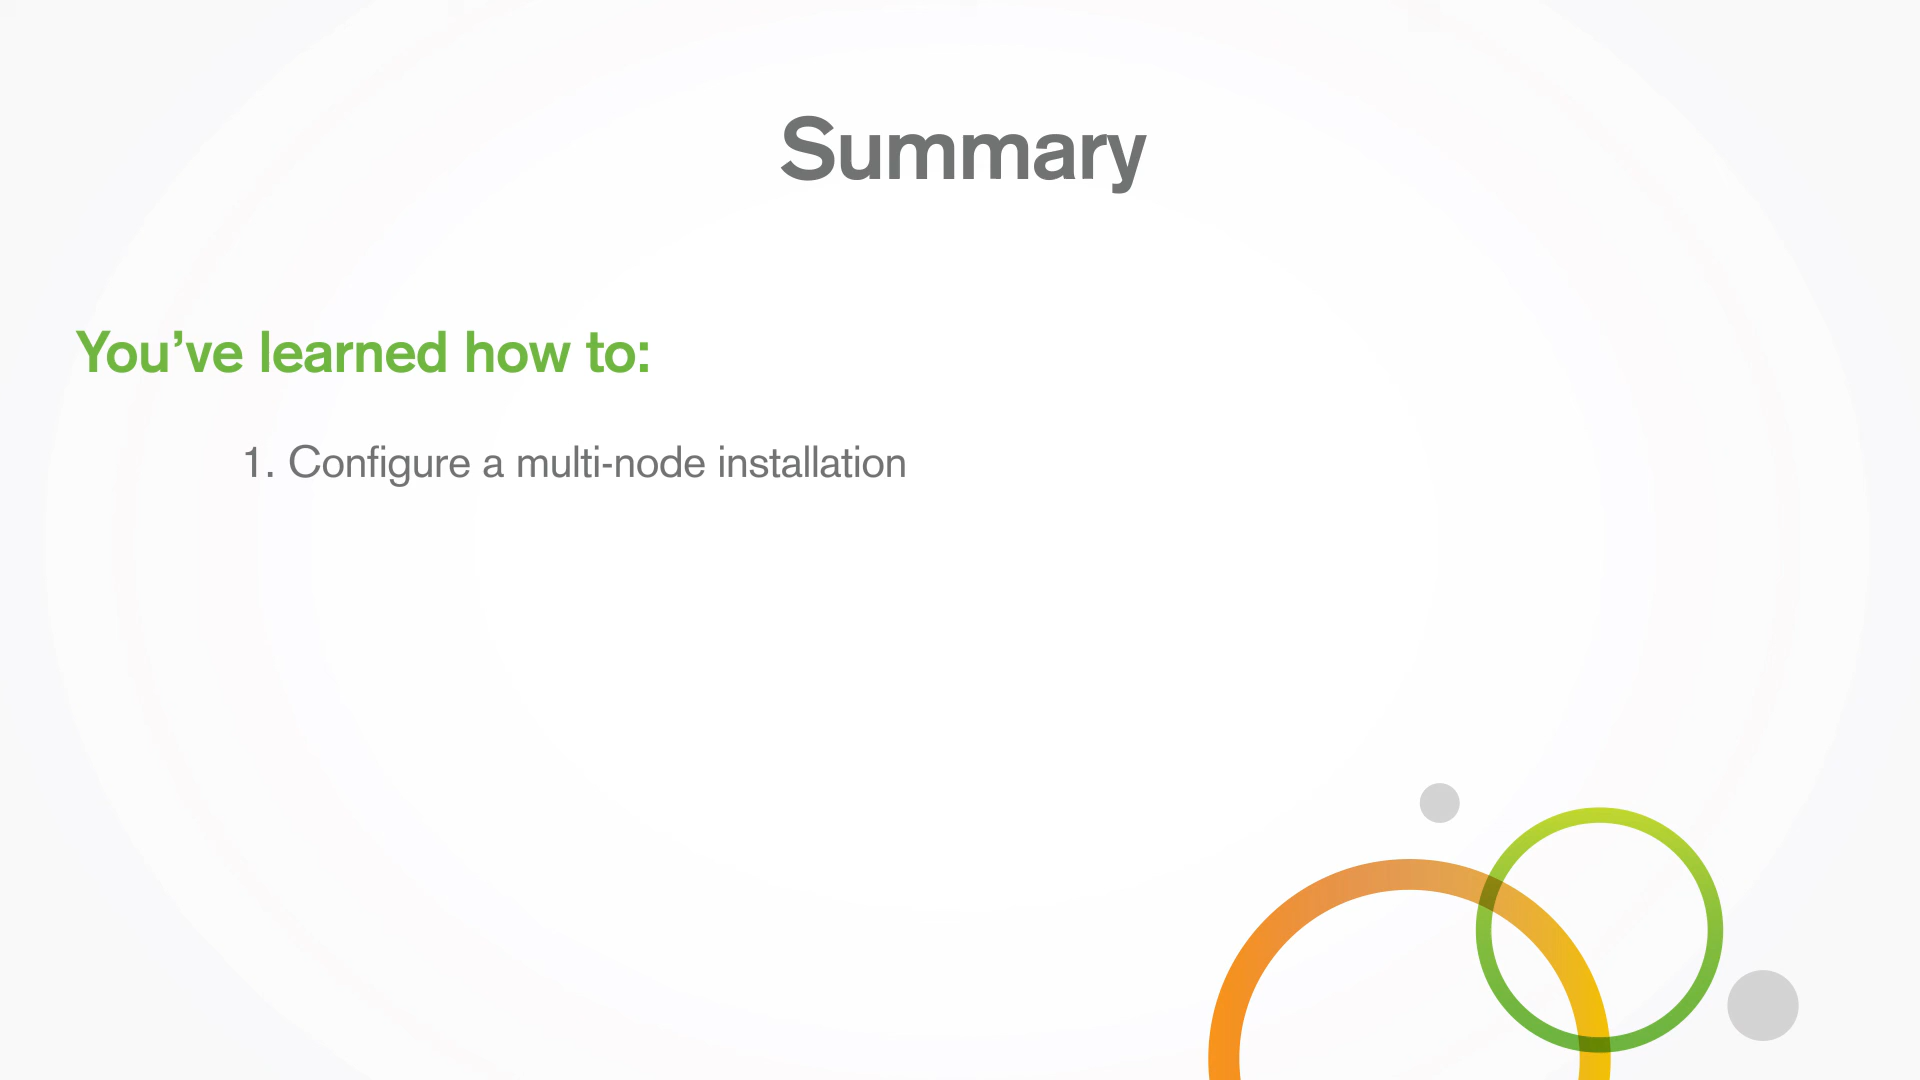 Summary
You’ve learned how to:
1. Configure a multi-node installation